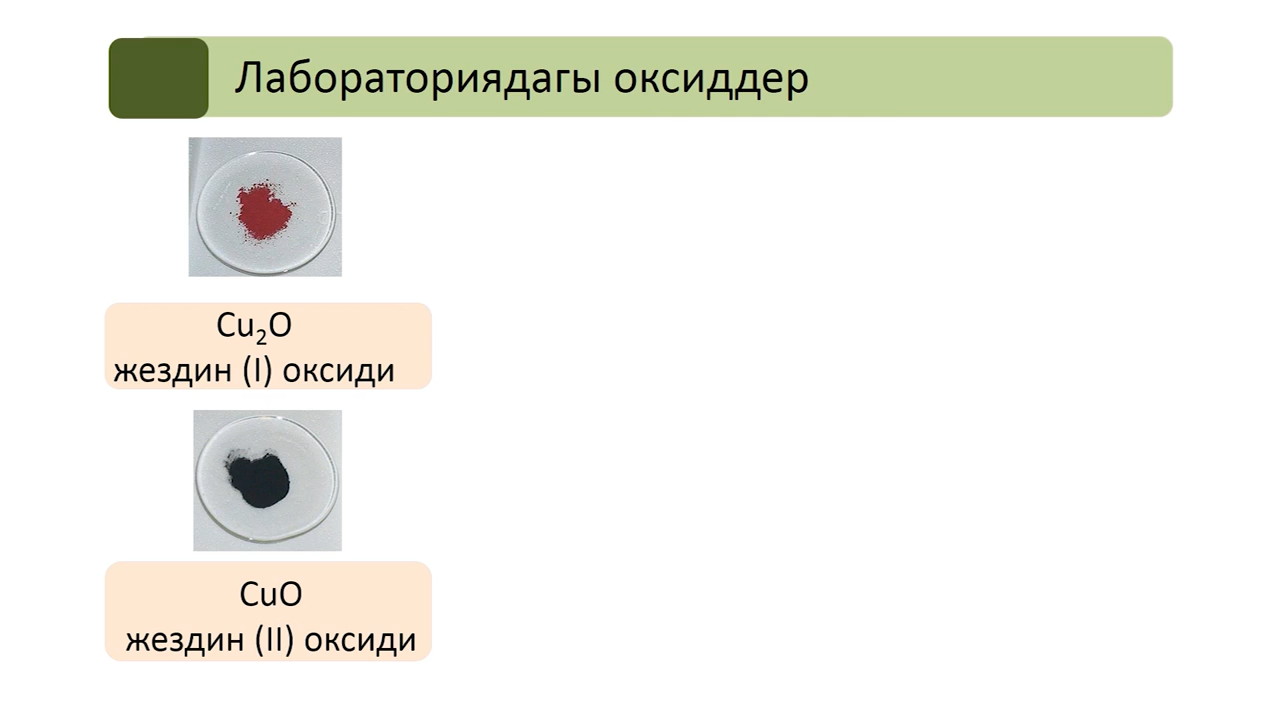 Лабораториядагы оксиддер
Cu₂O
жездин (I) оксиди
CuO
жездин (II) оксиди